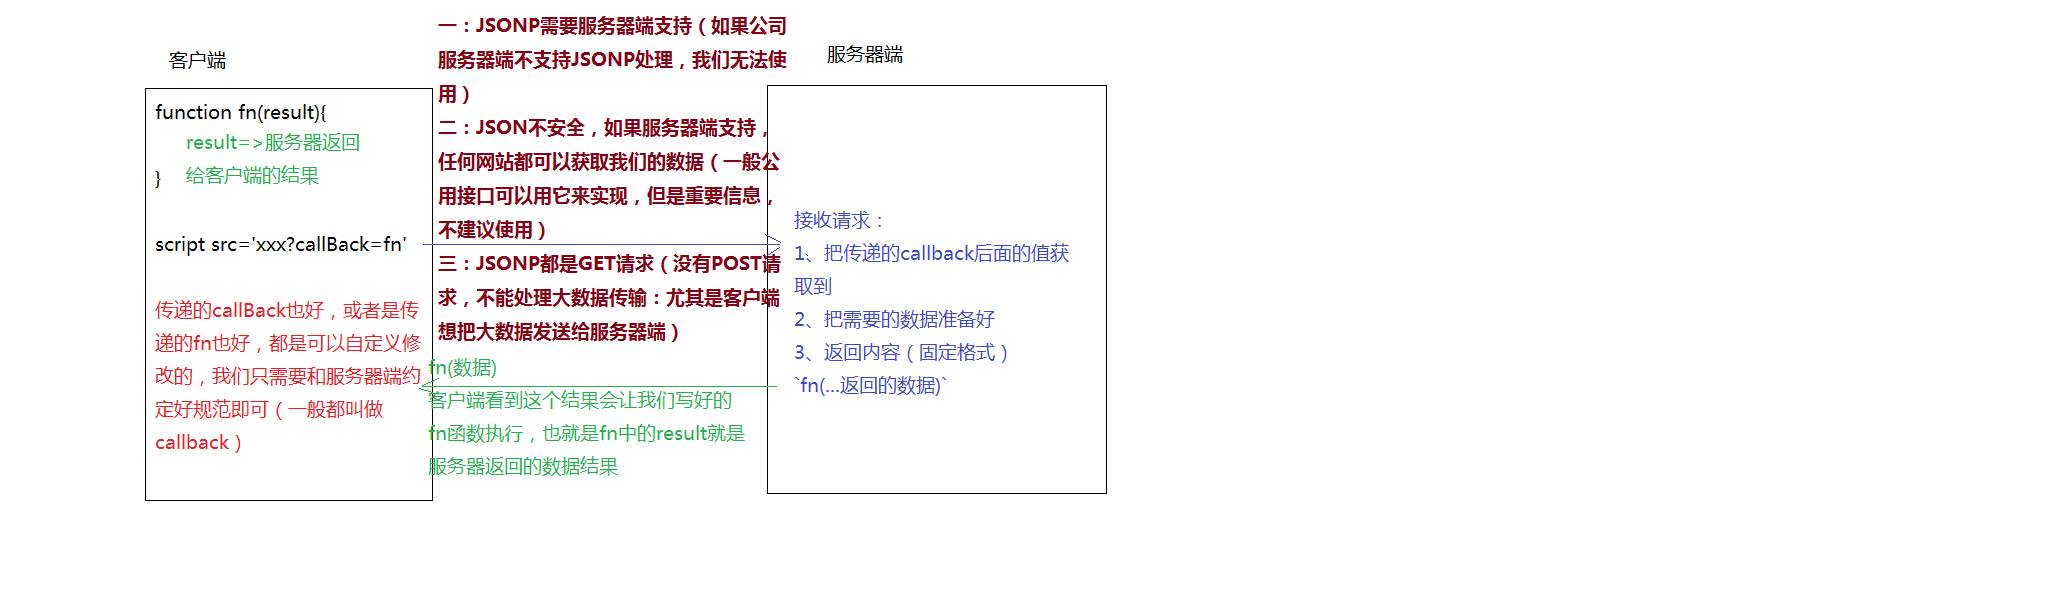 客户端
function fn(result){
result=>服务器返回
} 给客户端的结果
script src='xxx?callBack=fn'
传递的callBack也好，或者是传
递的fn也好，都是可以自定义修
改的，我们只需要和服务器端约
定好规范即可（一般都叫做
callback）
一：JSONP需要服务器端支持（如果公司
服务器端不支持JSONP处理，我们无法使
用）
二：JSON不安全，如果服务器端支持，
任何网站都可以获取我们的数据（一般公
用接口可以用它来实现，但是重要信息，
不建议使用）
三：JSONP都是GET请求（没有POST请
求，不能处理大数据传输：尤其是客户端
想把大数据发送给服务器端）
fn(数据)
客户端看到这个结果会让我们写好的
fn函数执行，也就是fn中的result就是
服务器返回的数据结果
服务器端
接收请求：
1、把传递的callback后面的值获
取到
2、把需要的数据准备好
3、返回内容（固定格式）
`fn(...返回的数据)`